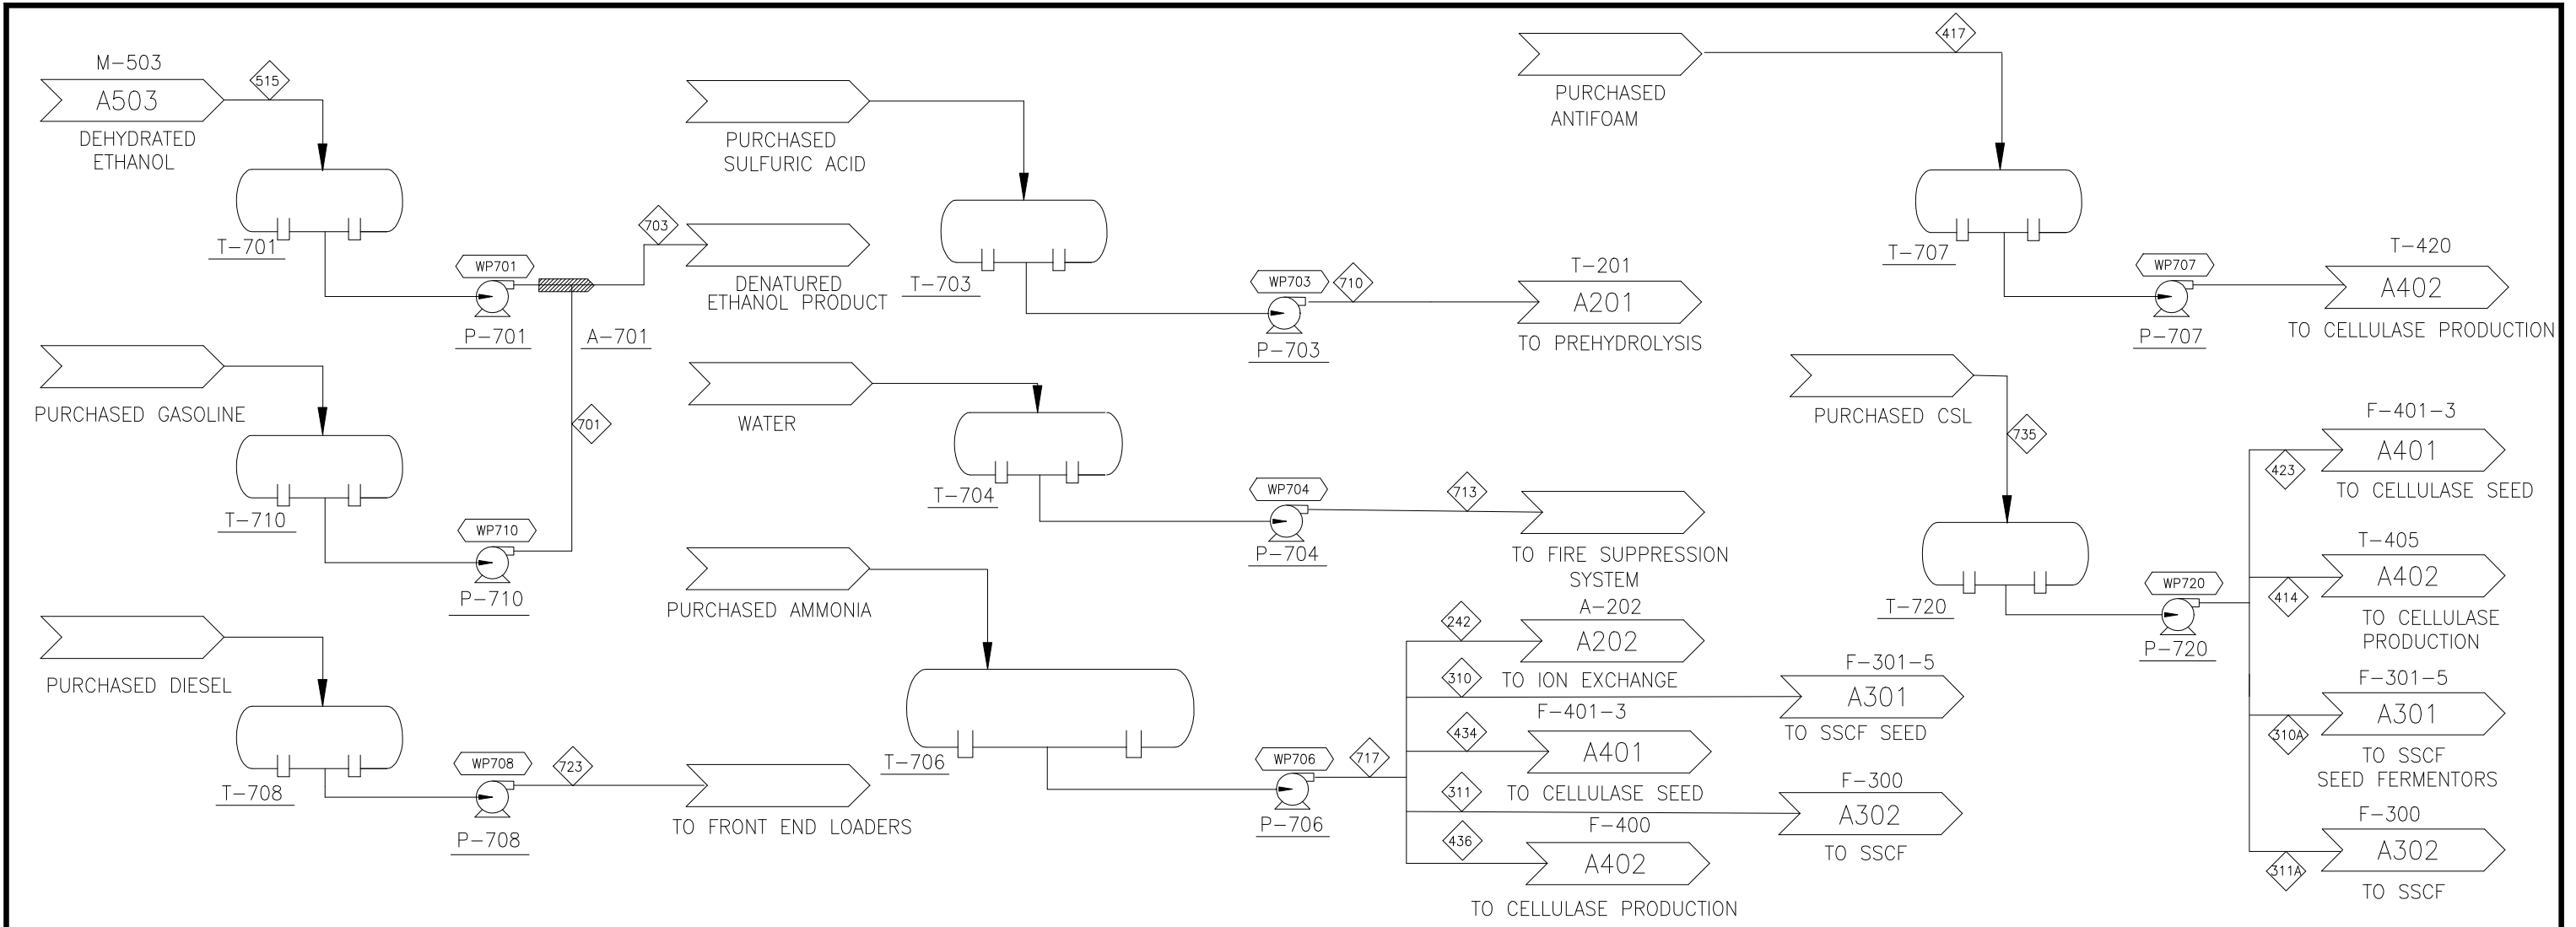 M-503
515
A503
DEHYDRATED
ETHANOL
T-701
WP701
P-701
A-701
703
DENATURED
ETHANOL PRODUCT
PURCHASED GASOLINE
T-710
WP710
P-710
701
PURCHASED DIESEL
T-708
WP708
723
P-708
TO FRONT END LOADERS
PURCHASED
SULFURIC ACID
T-703
WP703
710
P-703
T-201
A201
TO PREHYDROLYSIS
WATER
T-704
WP704
713
P-704
TO FIRE SUPPRESSION
SYSTEM
PURCHASED AMMONIA
T-706
WP706
717
P-706
242
A-202
A202
TO ION EXCHANGE
310
F-301-5
A301
TO SSCF SEED
434
F-401-3
A401
TO CELLULASE SEED
311
F-300
A302
TO SSCF
436
F-400
A402
TO CELLULASE PRODUCTION
417
PURCHASED
ANTIFOAM
T-707
WP707
P-707
T-420
A402
TO CELLULASE PRODUCTION
PURCHASED CSL
735
T-720
WP720
P-720
F-401-3
A401
423
TO CELLULASE SEED
T-405
A402
414
TO CELLULASE
PRODUCTION
F-301-5
A301
310A
TO SSCF
SEED FERMENTORS
F-300
A302
311A
TO SSCF